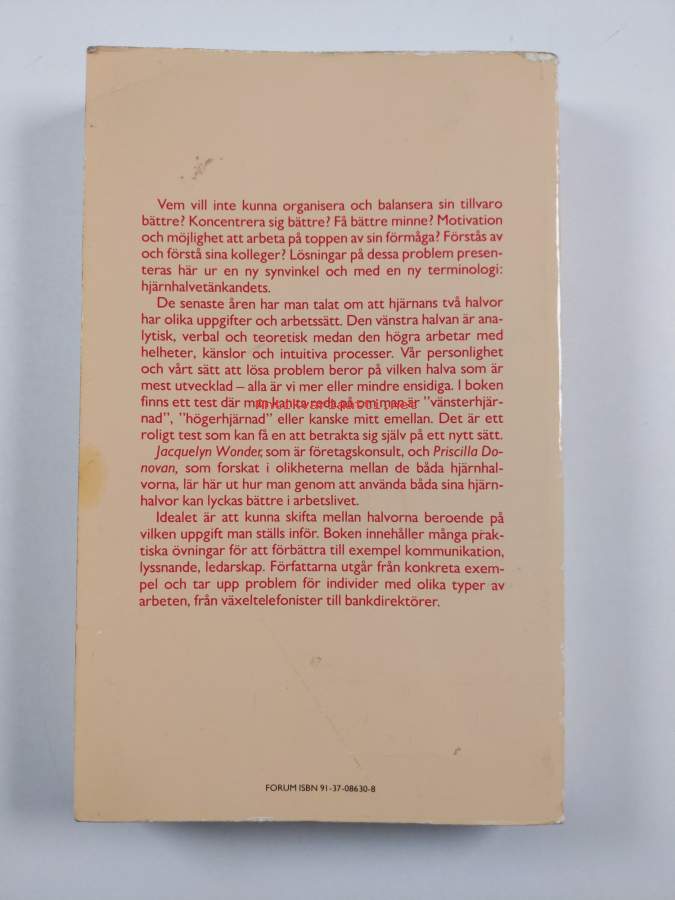 Vem vill inte kunna organisera och balansera sin tillvaro
bättre? Koncentrera sig bättre? Få bättre minne? Motivation
och möjlighet att arbeta på toppen av sin förmåga? Förstås av
och förstå sina kolleger? Lösningar på dessa problem presen-
teras här ur en ny synvinkel och med en ny terminologi:
hjärnhalvetänkandets.
De senaste åren har man talat om att hjärnans två halvor
har olika uppgifter och arbetssätt. Den vänstra halvan är ana-
lytisk, verbal och teoretisk medan den högra arbetar med
helheter, känslor och intuitiva processer. Vår personlighet
och vårt sätt att lösa problem beror på vilken halva som är
mest utvecklad – alla är vi mer eller mindre ensidiga. I boken
finns ett test där man kan ta reda på om man är "vänsterhjär-
nad", "högerhjärnad" eller kanske mitt emellan. Det är ett
roligt test som kan få en att betrakta sig själv på ett nytt sätt.
Jacquelyn Wonder, som är företagskonsult, och Priscilla Do-
novan, som forskat i olikheterna mellan de båda hjärnhal-
vorna, lär här ut hur man genom att använda båda sina hjärn-
halvor kan lyckas bättre i arbetslivet.
Idealet är att kunna skifta mellan halvorna beroende på
vilken uppgift man ställs inför. Boken innehåller många prak-
tiska övningar för att förbättra till exempel kommunikation,
lyssnande, ledarskap. Författarna utgår från konkreta exem-
pel och tar upp problem för individer med olika typer av
arbeten, från växeltelefonister till bankdirektörer.
FORUM ISBN 91-37-08630-8